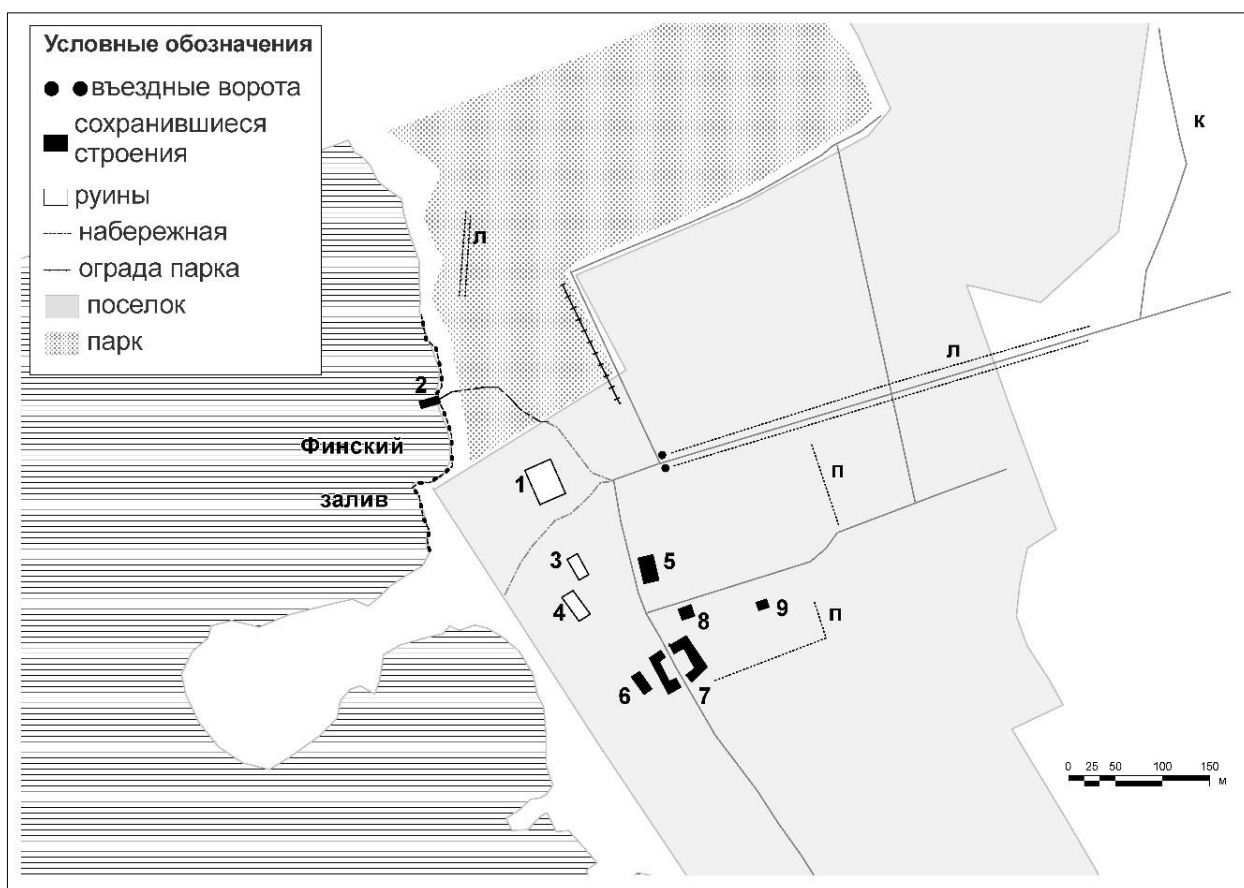 Условные обозначения
въездные ворота
сохранившиеся
строения
руины
набережная
ограда парка
поселок
парк
к
л
л
2
Финский
залив
1
п
3
5
4
8
9
п
6
7
0 25 50 100 150
м